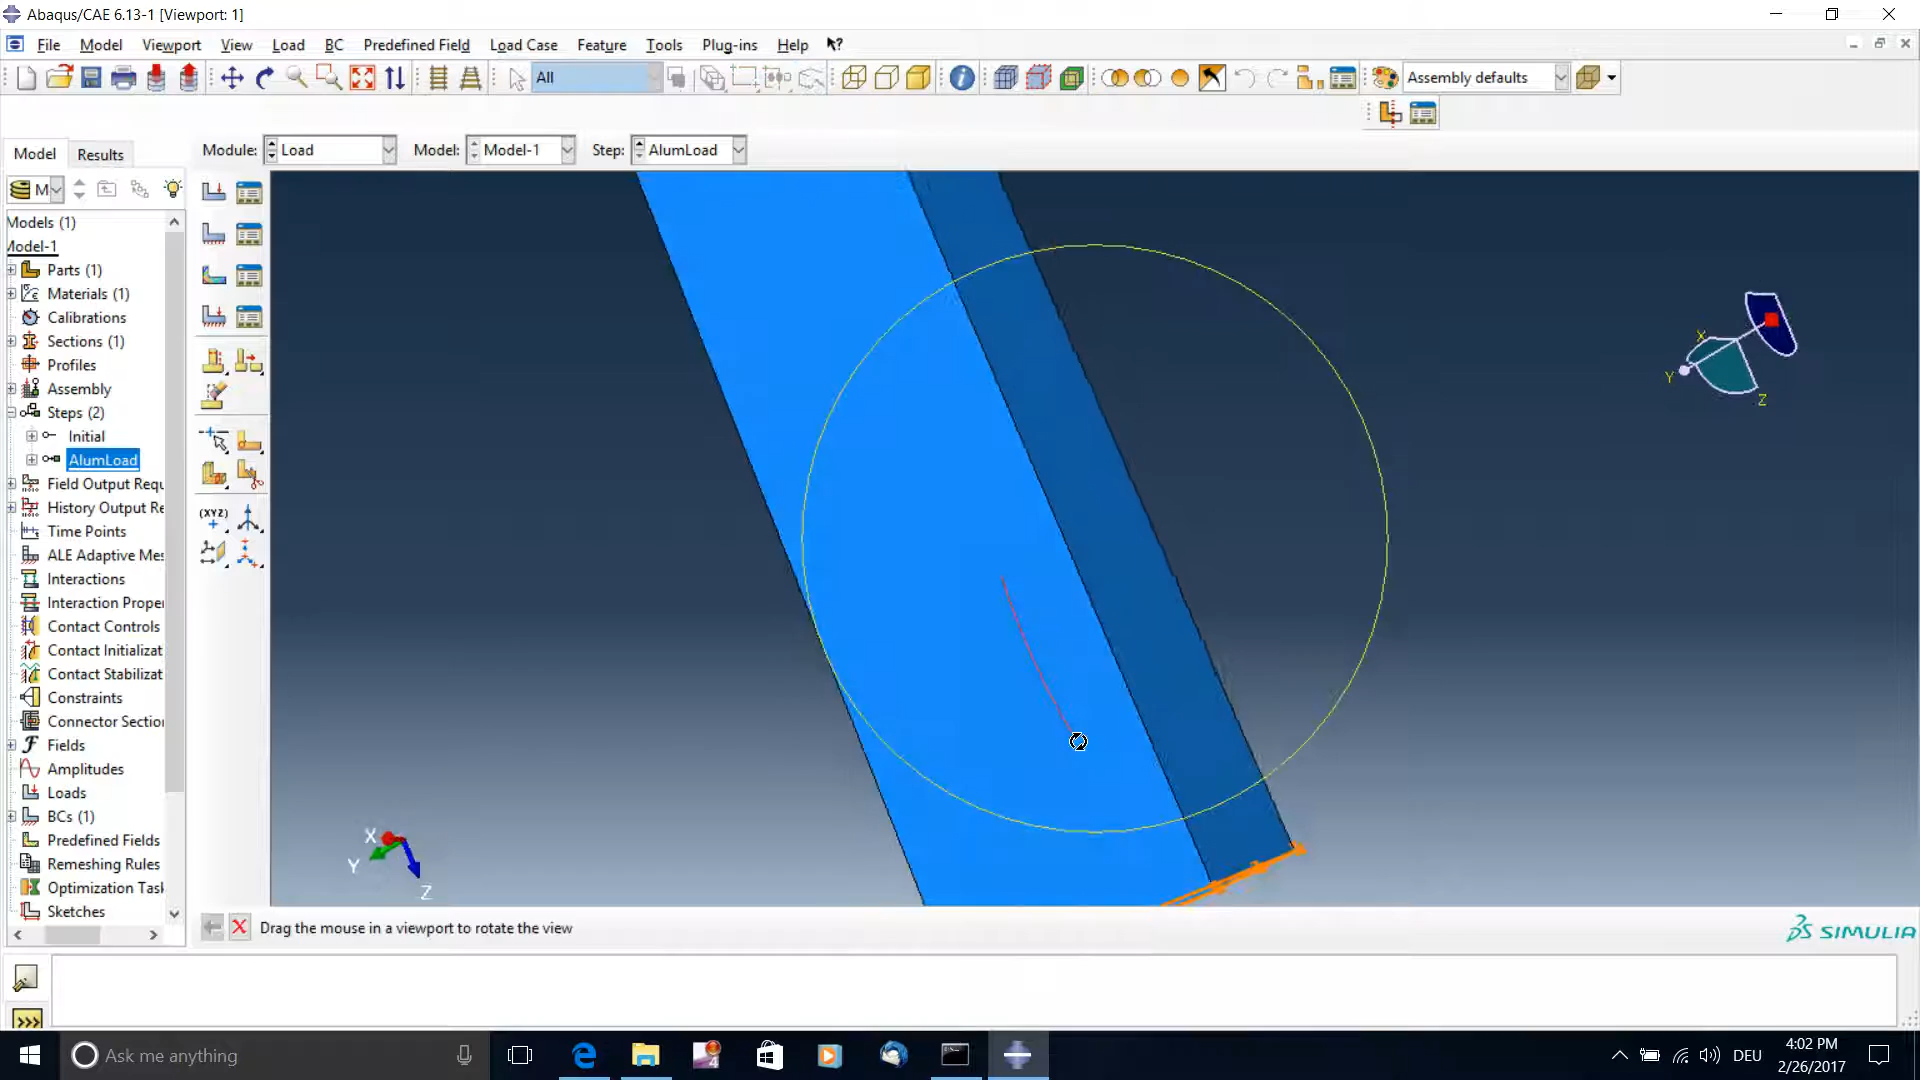 Abaqus/CAE 6.13-1 [Viewport: 1]
File Model Viewport View Load BC Predefined Field Load Case Feature Tools Plug-ins Help
All
Assembly defaults
Model Results
Module: Load Model: Model-1 Step: AlumLoad
M
Models (1)
Model-1
Parts (1)
Materials (1)
Calibrations
Sections (1)
Profiles
Assembly
Steps (2)
Initial
AlumLoad
Field Output Requ
History Output Re
Time Points
ALE Adaptive Mes
Interactions
Interaction Proper
Contact Controls
Contact Initializat
Contact Stabilizat
Constraints
Connector Section
Fields
Amplitudes
Loads
BCs (1)
Predefined Fields
Remeshing Rules
Optimization Task
Sketches
(XYZ)
X
Y
Z
X
Y
Z
Drag the mouse in a viewport to rotate the view
SIMULIA
>>>
Ask me anything
DEU
4:02 PM
2/26/2017